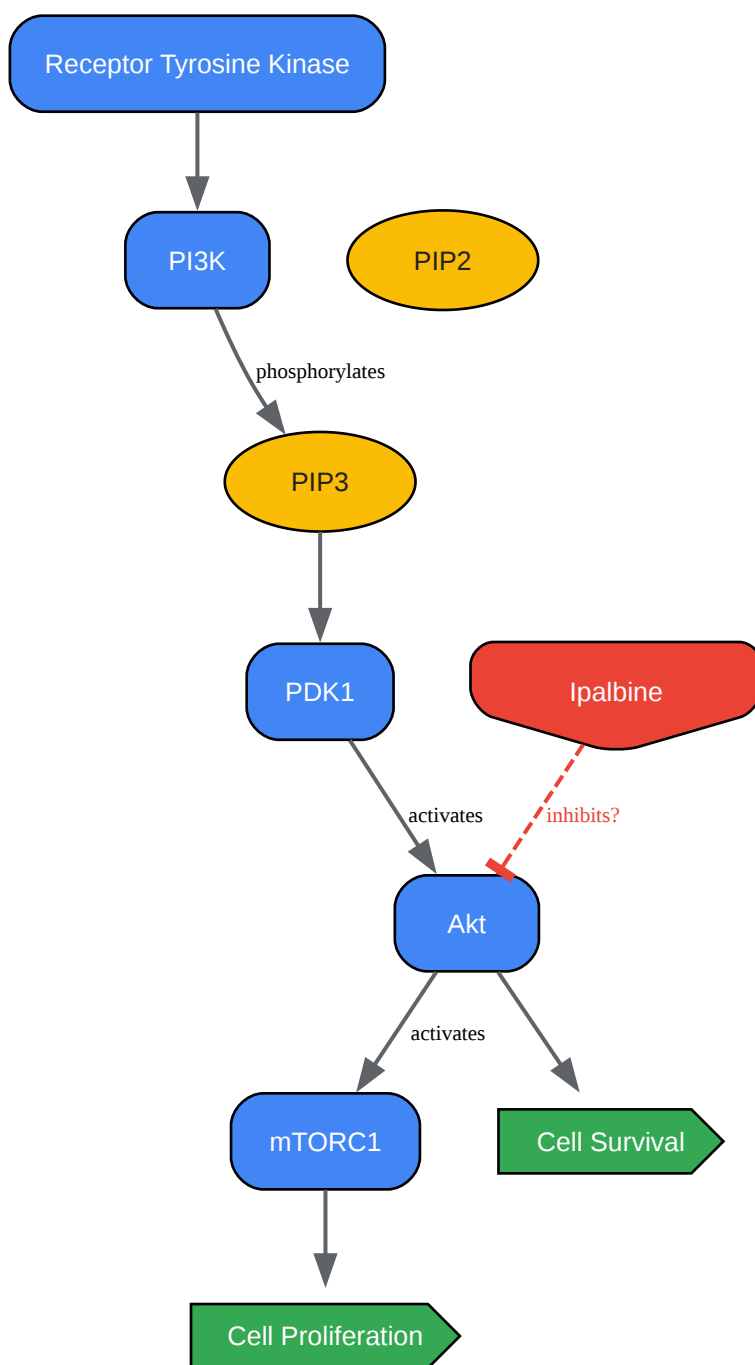 Receptor Tyrosine Kinase
PI3K
PIP2
phosphorylates
PIP3
PDK1
Ipalbine
activates
inhibits?
Akt
activates
mTORC1
Cell Survival
Cell Proliferation